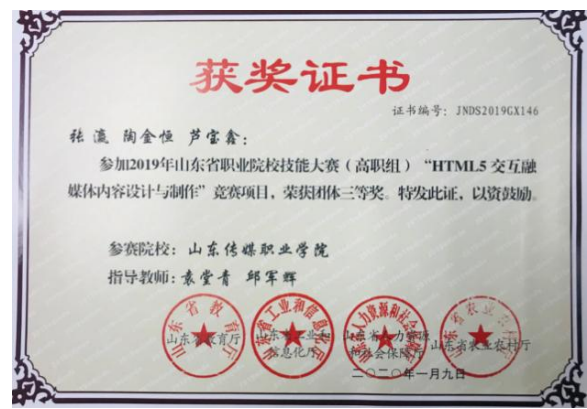 获奖证书
证书编号：JNDS2019GX146
张瀛 陶金恒 芦宝鑫：
参加2019年山东省职业院校技能大赛（高职组）“HTML5 交互融
媒体内容设计与制作”竞赛项目，荣获团体三等奖。特发此证，以资鼓励。
参赛院校：山东传媒职业学院
指导教师：袁堂青 邱军辉
山东省教育厅
山东省工业和
信息化厅
山东省人力资源
和社会保障厅
山东省农业农村厅
二〇二〇年一月九日